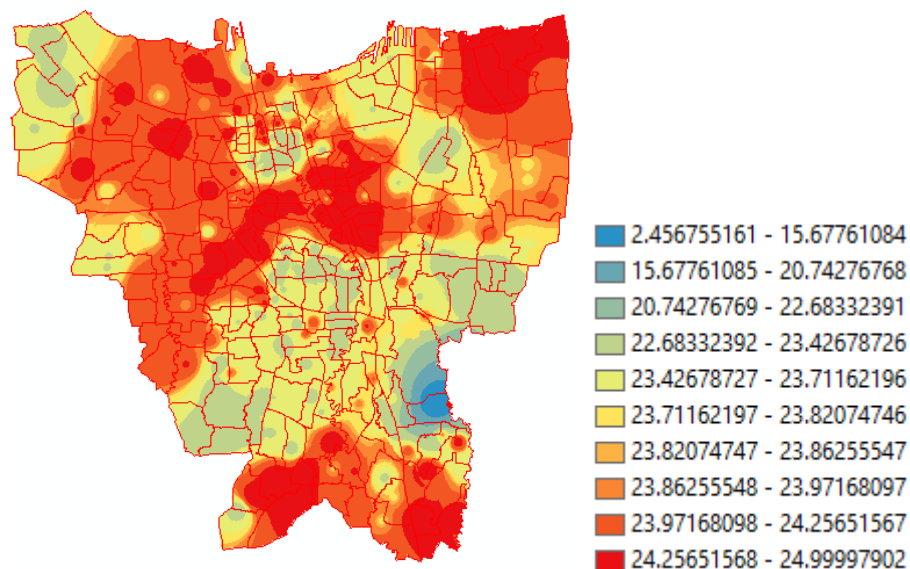 2.456755161 - 15.67761084
15.67761085 - 20.74276768
20.74276769 - 22.68332391
22.68332392 - 23.42678726
23.42678727 - 23.71162196
23.71162197 - 23.82074746
23.82074747 - 23.86255547
23.86255548 - 23.97168097
23.97168098 - 24.25651567
24.25651568 - 24.99997902